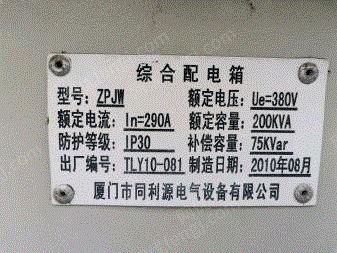 综合配电箱
型号: ZPJW 额定电压: Ue=380V
额定电流: In=290A 额定容量: 200KVA
防护等级: IP30 补偿容量: 75KVar
出厂编号: TLY10-081 制造日期: 2010年08月
厦门市同利源电气设备有限公司